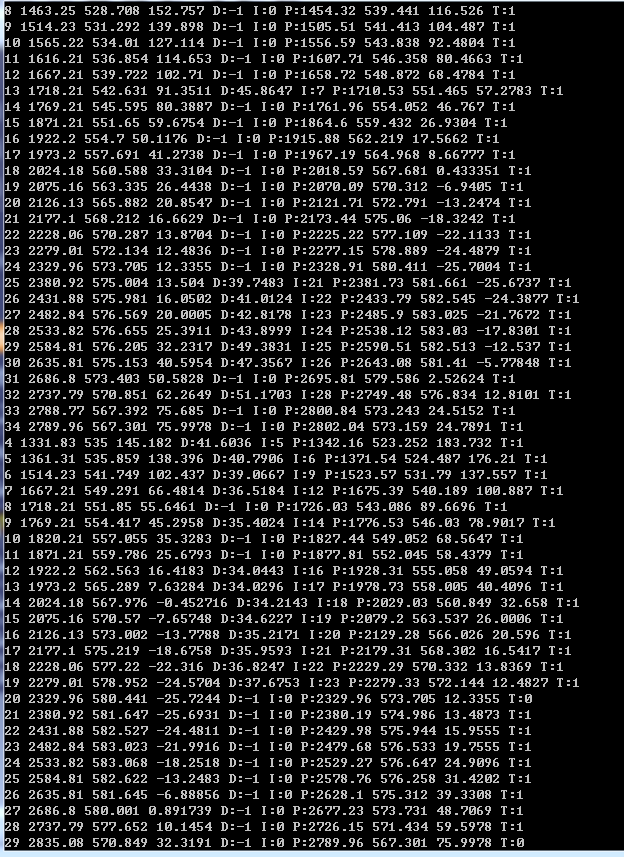 8 1463.25 528.708 152.757 D:-1 I:0 P:1454.32 539.441 116.526 T:1
9 1514.23 531.292 139.898 D:-1 I:0 P:1505.51 541.413 104.487 T:1
10 1565.22 534.01 127.114 D:-1 I:0 P:1556.59 543.838 92.4804 T:1
11 1616.21 536.854 114.653 D:-1 I:0 P:1607.71 546.358 80.4663 T:1
12 1667.21 539.722 102.71 D:-1 I:0 P:1658.72 548.872 68.4784 T:1
13 1718.21 542.631 91.3511 D:45.8647 I:7 P:1710.53 551.465 57.2783 T:1
14 1769.21 545.595 80.3887 D:-1 I:0 P:1761.96 554.052 46.767 T:1
15 1871.21 551.65 59.6754 D:-1 I:0 P:1864.6 559.432 26.9304 T:1
16 1922.2 554.7 50.1176 D:-1 I:0 P:1915.88 562.219 17.5662 T:1
17 1973.2 557.691 41.2738 D:-1 I:0 P:1967.19 564.968 8.66777 T:1
18 2024.18 560.588 33.3104 D:-1 I:0 P:2018.59 567.681 0.433351 T:1
19 2075.16 563.335 26.4438 D:-1 I:0 P:2070.09 570.312 -6.9405 T:1
20 2126.13 565.882 20.8547 D:-1 I:0 P:2121.71 572.791 -13.2474 T:1
21 2177.1 568.212 16.6629 D:-1 I:0 P:2173.44 575.06 -18.3242 T:1
22 2228.06 570.287 13.8704 D:-1 I:0 P:2225.22 577.109 -22.1133 T:1
23 2279.01 572.134 12.4836 D:-1 I:0 P:2277.15 578.889 -24.4879 T:1
24 2329.96 573.705 12.3355 D:-1 I:0 P:2328.91 580.411 -25.7004 T:1
25 2380.92 575.004 13.504 D:39.7483 I:21 P:2381.73 581.661 -25.6737 T:1
26 2431.88 575.981 16.0502 D:41.0124 I:22 P:2433.79 582.545 -24.3877 T:1
27 2482.84 576.569 20.0005 D:42.8178 I:23 P:2485.9 583.025 -21.7672 T:1
28 2533.82 576.655 25.3911 D:43.8999 I:24 P:2538.12 583.03 -17.8301 T:1
29 2584.81 576.205 32.2317 D:49.3831 I:25 P:2590.51 582.513 -12.537 T:1
30 2635.81 575.153 40.5954 D:47.3567 I:26 P:2643.08 581.41 -5.77848 T:1
31 2686.8 573.403 50.5828 D:-1 I:0 P:2695.81 579.586 2.52624 T:1
32 2737.79 570.851 62.2649 D:51.1703 I:28 P:2749.48 576.834 12.8101 T:1
33 2788.77 567.392 75.685 D:-1 I:0 P:2800.84 573.243 24.5152 T:1
34 2789.96 567.301 75.9978 D:-1 I:0 P:2802.04 573.159 24.7891 T:1
4 1331.83 535 145.182 D:41.6036 I:5 P:1342.16 523.252 183.732 T:1
5 1361.31 535.859 138.396 D:40.7906 I:6 P:1371.54 524.487 176.21 T:1
6 1514.23 541.749 102.437 D:39.0667 I:9 P:1523.57 531.79 137.557 T:1
7 1667.21 549.291 66.4814 D:36.5184 I:12 P:1675.39 540.189 100.887 T:1
8 1718.21 551.85 55.6461 D:-1 I:0 P:1726.03 543.086 89.6696 T:1
9 1769.21 554.417 45.2958 D:35.4024 I:14 P:1776.53 546.03 78.9017 T:1
10 1820.21 557.055 35.3283 D:-1 I:0 P:1827.44 549.052 68.5647 T:1
11 1871.21 559.786 25.6793 D:-1 I:0 P:1877.81 552.045 58.4379 T:1
12 1922.2 562.563 16.4183 D:34.0443 I:16 P:1928.31 555.058 49.0594 T:1
13 1973.2 565.289 7.63284 D:34.0296 I:17 P:1978.73 558.005 40.4096 T:1
14 2024.18 567.976 -0.452716 D:34.2143 I:18 P:2029.03 560.849 32.658 T:1
15 2075.16 570.57 -7.65748 D:34.6227 I:19 P:2079.2 563.537 26.0006 T:1
16 2126.13 573.002 -13.7788 D:35.2171 I:20 P:2129.28 566.026 20.596 T:1
17 2177.1 575.219 -18.6758 D:35.9593 I:21 P:2179.31 568.302 16.5417 T:1
18 2228.06 577.22 -22.316 D:36.8247 I:22 P:2229.29 570.332 13.8369 T:1
19 2279.01 578.952 -24.5704 D:37.6753 I:23 P:2279.33 572.144 12.4827 T:1
20 2329.96 580.441 -25.7244 D:-1 I:0 P:2329.96 573.705 12.3355 T:0
21 2380.92 581.647 -25.6931 D:-1 I:0 P:2380.19 574.986 13.4873 T:1
22 2431.88 582.527 -24.4811 D:-1 I:0 P:2429.98 575.944 15.9555 T:1
23 2482.84 583.023 -21.9916 D:-1 I:0 P:2479.68 576.533 19.7555 T:1
24 2533.82 583.068 -18.2518 D:-1 I:0 P:2529.27 576.647 24.9096 T:1
25 2584.81 582.622 -13.2483 D:-1 I:0 P:2578.76 576.258 31.4202 T:1
26 2635.81 581.645 -6.88856 D:-1 I:0 P:2628.1 575.312 39.3308 T:1
27 2686.8 580.001 0.891739 D:-1 I:0 P:2677.23 573.731 48.7069 T:1
28 2737.79 577.652 10.1454 D:-1 I:0 P:2726.15 571.434 59.5978 T:1
29 2835.08 570.849 32.3191 D:-1 I:0 P:2789.96 567.301 75.9978 T:0